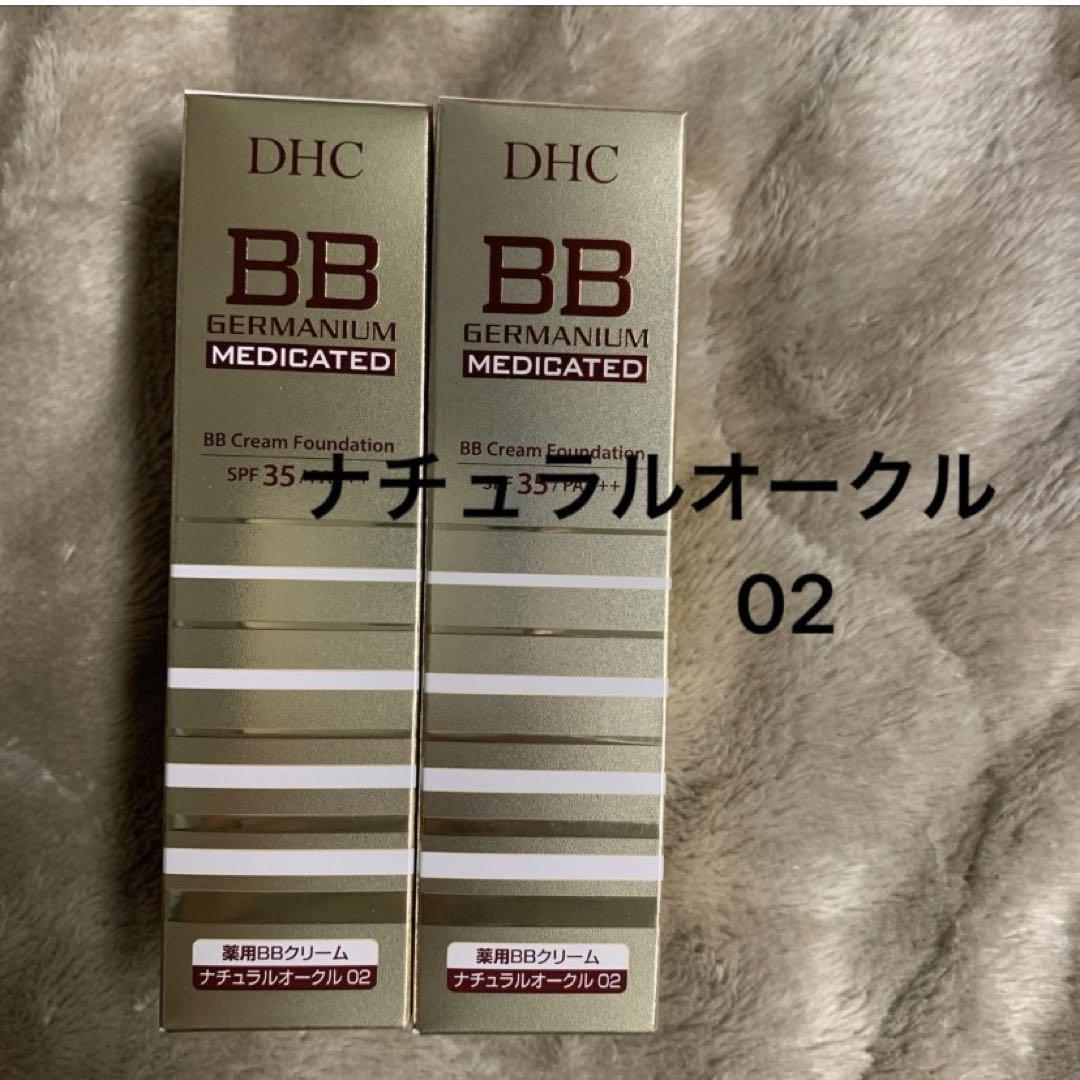 DHC
BB
GERMANIUM
MEDICATED
BB Cream Foundation
SPF 35
薬用BBクリーム
ナチュラルオークル 02
DHC
BB
GERMANIUM
MEDICATED
BB Cream Foundation
35
薬用BBクリーム
ナチュラルオークル 02
ナチュラルオークル
02